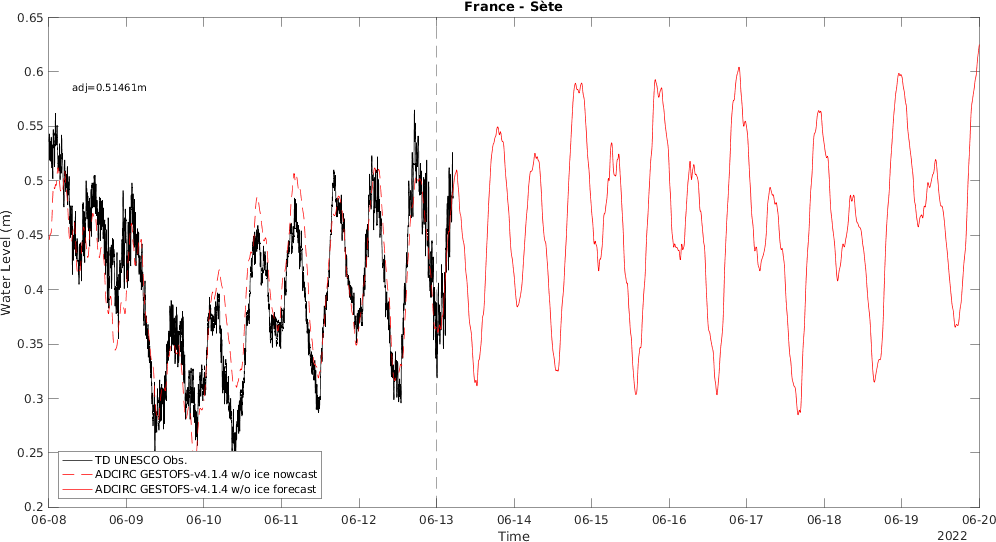 France - Sète
0.65
0.6
0.55
0.5
0.45
0.4
0.35
0.3
0.25
0.2
Water Level (m)
adj=0.51461m
TD UNESCO Obs.
ADCIRC GESTOFS-v4.1.4 w/o ice nowcast
ADCIRC GESTOFS-v4.1.4 w/o ice forecast
06-08 06-09 06-10 06-11 06-12 06-13 06-14 06-15 06-16 06-17 06-18 06-19 06-20
Time
2022